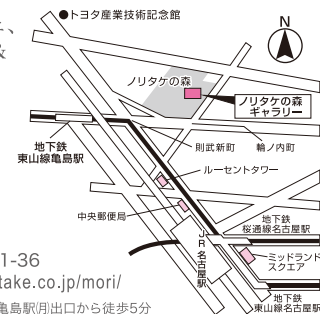 ●トヨタ産業技術記念館
&
N
ノリタケの森
ノリタケの森
ギャラリー
地下鉄
東山線亀島駅
則武新町
輪ノ内町
ルーセントタワー
中央郵便局
JR名古屋駅
地下鉄
桜通線名古屋駅
ミッドランド
スクエア
1-36
take.co.jp/mori/
地下鉄
東山線名古屋駅
亀島駅(月)出口から徒歩5分